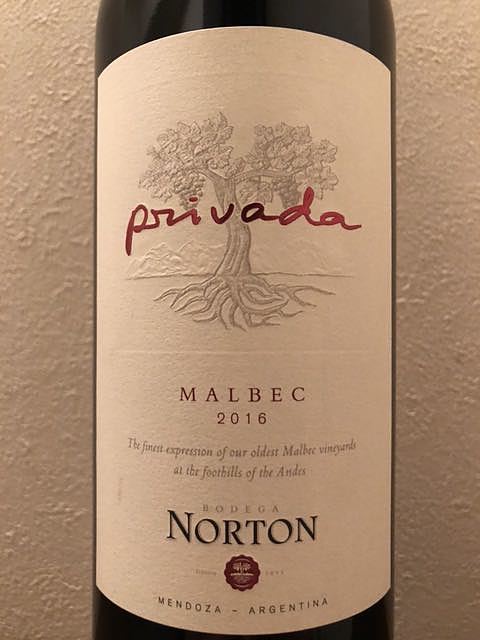 privada
MALBEC
2016
The finest expression of our oldest Malbec vineyards
at the foothills of the Andes
BODEGA
NORTON
MENDOZA – ARGENTINA